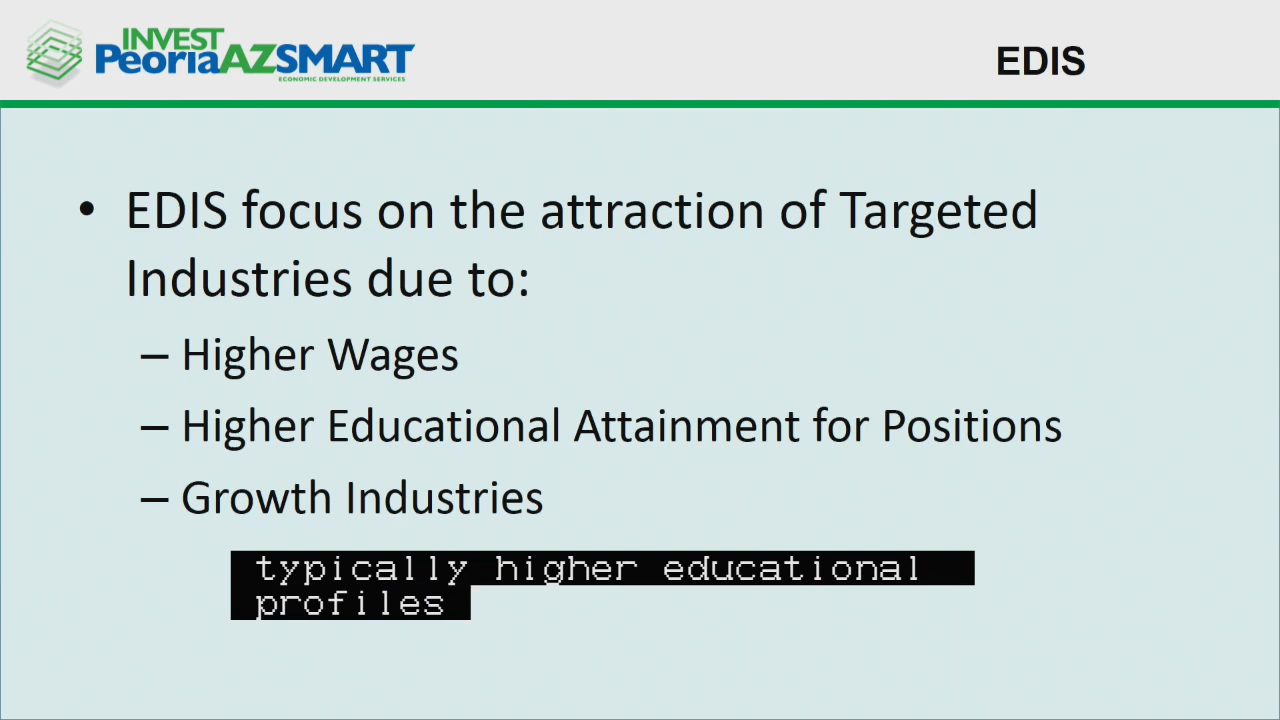 INVEST
PeoriaAZSMART
ECONOMIC DEVELOPMENT SERVICES
EDIS
• EDIS focus on the attraction of Targeted
Industries due to:
– Higher Wages
– Higher Educational Attainment for Positions
– Growth Industries
typically higher educational
profiles